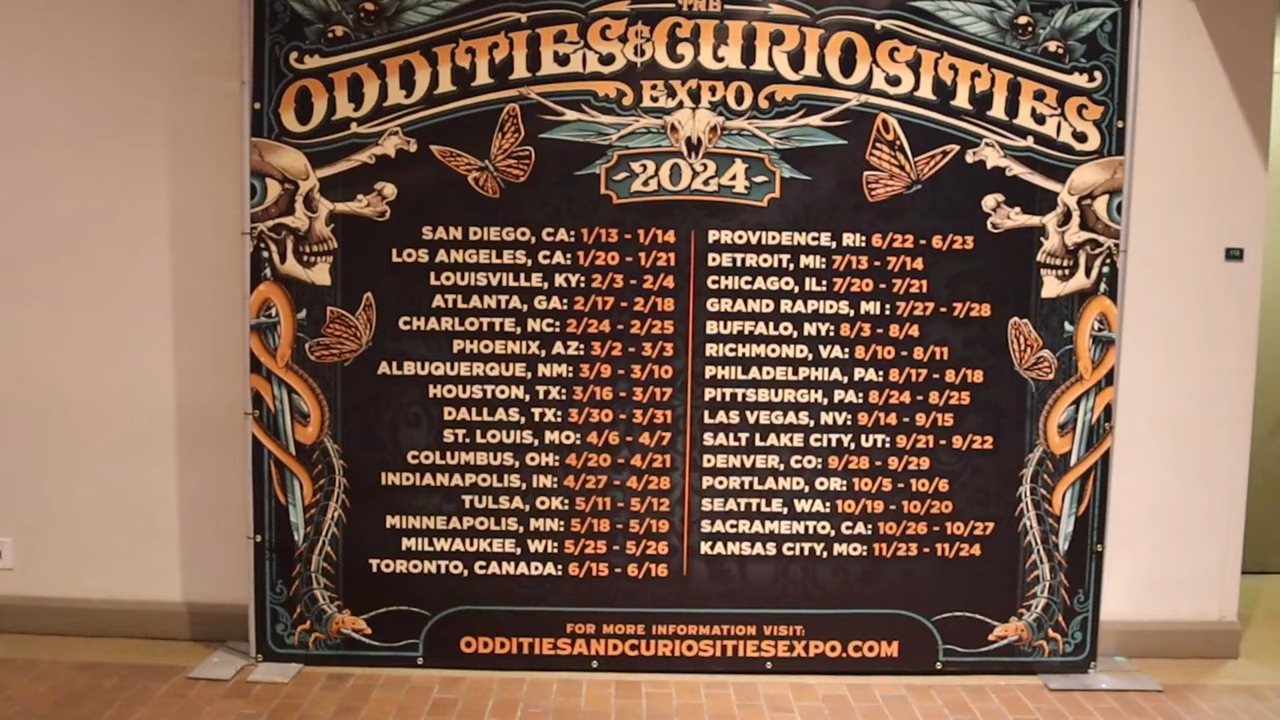 THE
ODDITIES & CURIOSITIES
EXPO
-2024-
SAN DIEGO, CA: 1/13 - 1/14
LOS ANGELES, CA: 1/20 - 1/21
LOUISVILLE, KY: 2/3 - 2/4
ATLANTA, GA: 2/17 - 2/18
CHARLOTTE, NC: 2/24 - 2/25
PHOENIX, AZ: 3/2 - 3/3
ALBUQUERQUE, NM: 3/9 - 3/10
HOUSTON, TX: 3/16 - 3/17
DALLAS, TX: 3/30 - 3/31
ST. LOUIS, MO: 4/6 - 4/7
COLUMBUS, OH: 4/20 - 4/21
INDIANAPOLIS, IN: 4/27 - 4/28
TULSA, OK: 5/11 - 5/12
MINNEAPOLIS, MN: 5/18 - 5/19
MILWAUKEE, WI: 5/25 - 5/26
TORONTO, CANADA: 6/15 - 6/16
PROVIDENCE, RI: 6/22 - 6/23
DETROIT, MI: 7/13 - 7/14
CHICAGO, IL: 7/20 - 7/21
GRAND RAPIDS, MI : 7/27 - 7/28
BUFFALO, NY: 8/3 - 8/4
RICHMOND, VA: 8/10 - 8/11
PHILADELPHIA, PA: 8/17 - 8/18
PITTSBURGH, PA: 8/24 - 8/25
LAS VEGAS, NV: 9/14 - 9/15
SALT LAKE CITY, UT: 9/21 - 9/22
DENVER, CO: 9/28 - 9/29
PORTLAND, OR: 10/5 - 10/6
SEATTLE, WA: 10/19 - 10/20
SACRAMENTO, CA: 10/26 - 10/27
KANSAS CITY, MO: 11/23 - 11/24
FOR MORE INFORMATION VISIT:
ODDITIESANDCURIOSITIESEXPO.COM